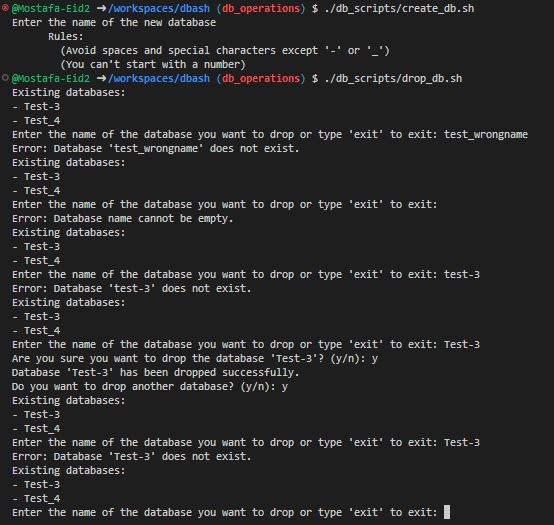 @Mostafa-Eid2 ➜/workspaces/dbash (db_operations) $ ./db_scripts/create_db.sh
Enter the name of the new database
Rules:
(Avoid spaces and special characters except '-' or '_')
(You can't start with a number)
@Mostafa-Eid2 ➜/workspaces/dbash (db_operations) $ ./db_scripts/drop_db.sh
Existing databases:
- Test-3
- Test_4
Enter the name of the database you want to drop or type 'exit' to exit: test_wrongname
Error: Database 'test_wrongname' does not exist.
Existing databases:
- Test-3
- Test_4
Enter the name of the database you want to drop or type 'exit' to exit:
Error: Database name cannot be empty.
Existing databases:
- Test-3
- Test_4
Enter the name of the database you want to drop or type 'exit' to exit: test-3
Error: Database 'test-3' does not exist.
Existing databases:
- Test-3
- Test_4
Enter the name of the database you want to drop or type 'exit' to exit: Test-3
Are you sure you want to drop the database 'Test-3'? (y/n): y
Database 'Test-3' has been dropped successfully.
Do you want to drop another database? (y/n): y
Existing databases:
- Test-3
- Test_4
Enter the name of the database you want to drop or type 'exit' to exit: Test-3
Error: Database 'Test-3' does not exist.
Existing databases:
- Test-3
- Test_4
Enter the name of the database you want to drop or type 'exit' to exit: